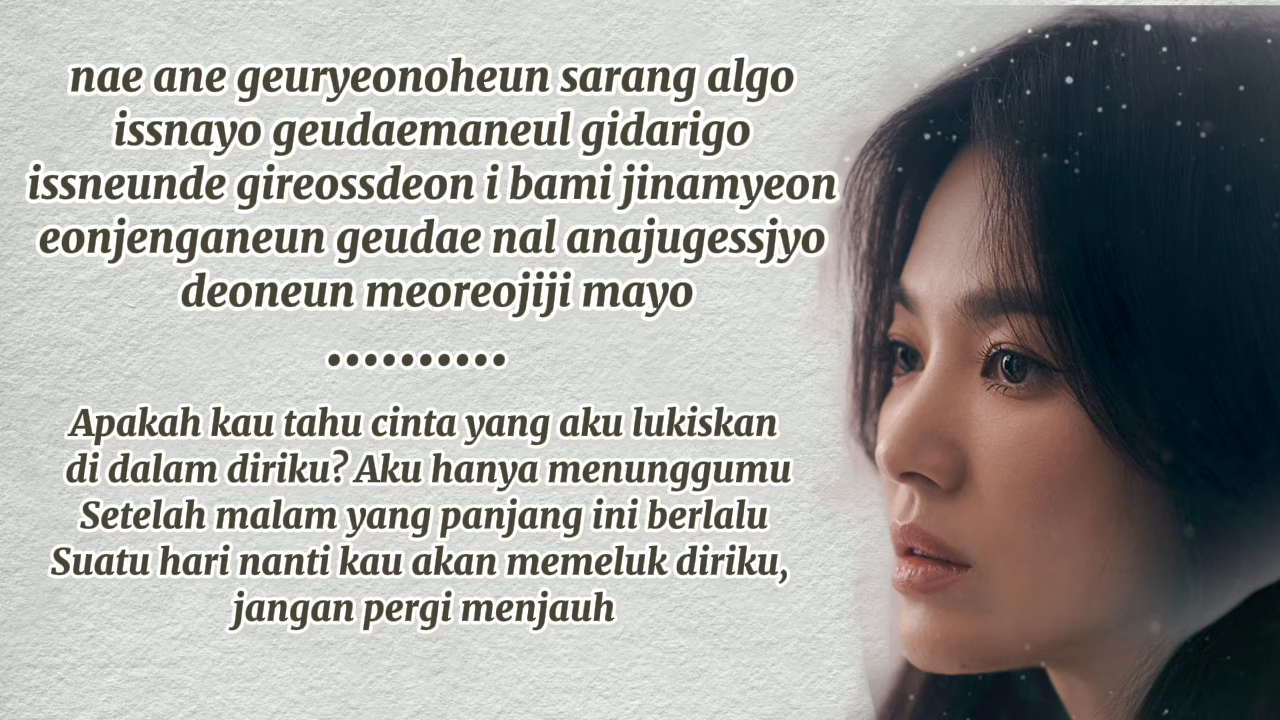 nae ane geuryeonoheun sarang algo
issnayo geudaemaneul gidarigo
issneunde gireossdeon i bami jinamyeon
eonjenganeun geudae nal anajugessjyo
deoneun meoreojiji mayo
••••••••••
Apakah kau tahu cinta yang aku lukiskan
di dalam diriku? Aku hanya menunggumu
Setelah malam yang panjang ini berlalu
Suatu hari nanti kau akan memeluk diriku,
jangan pergi menjauh